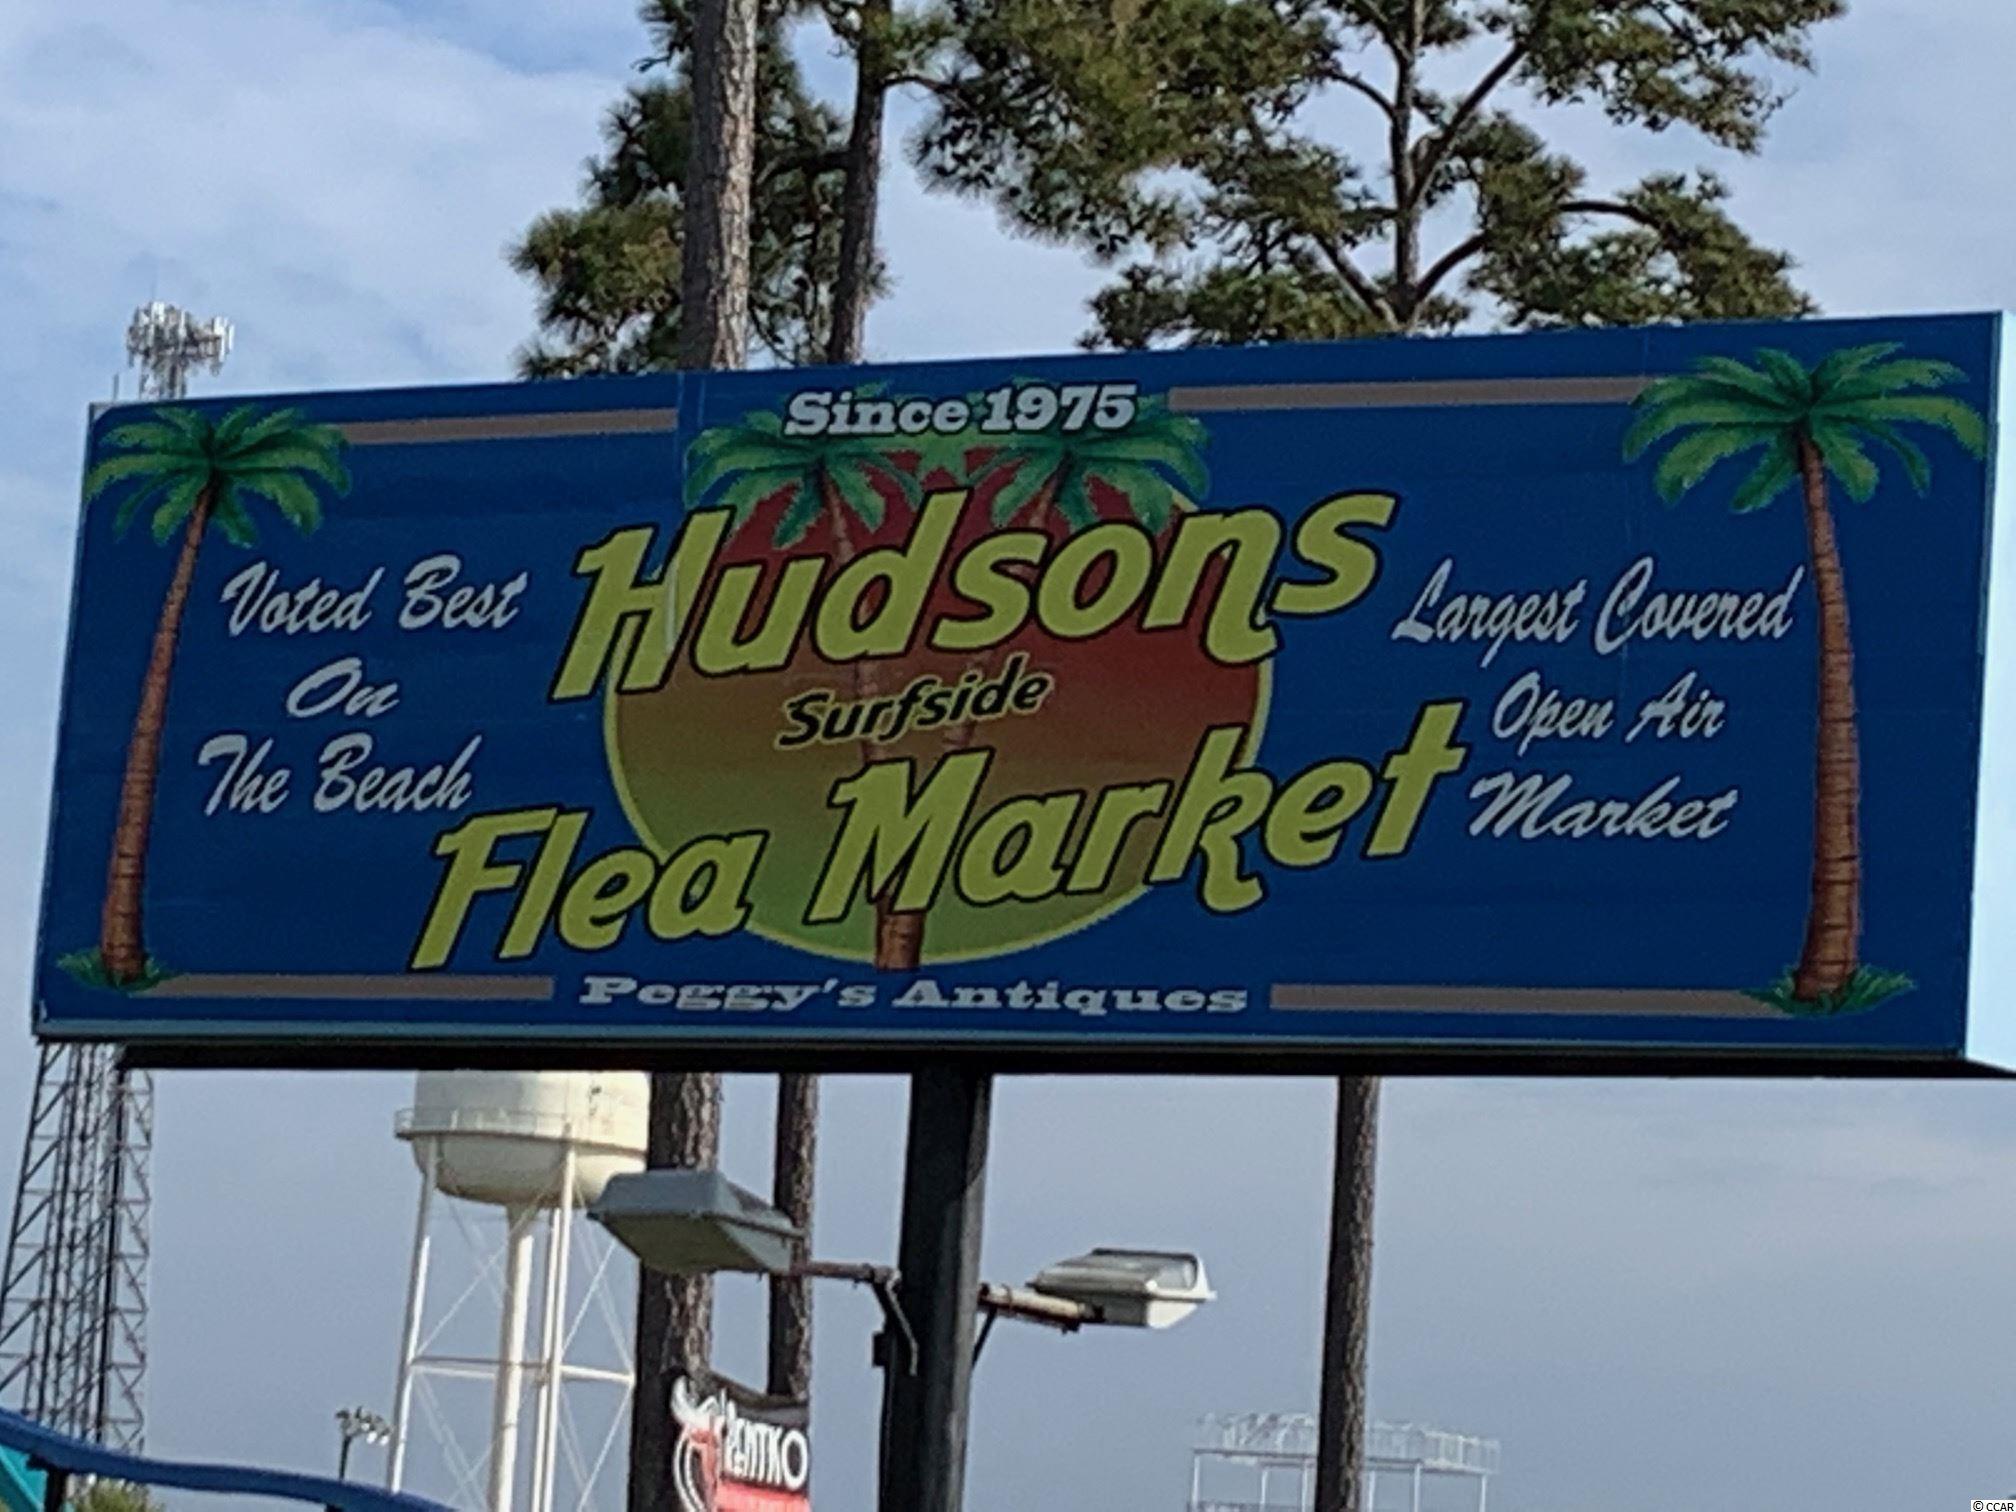 Since 1975
Voted Best
On
The Beach
Hudsons
Surfside
Flea Market
Largest Covered
Open Air
Market
Peggy's Antiques
© CCAR